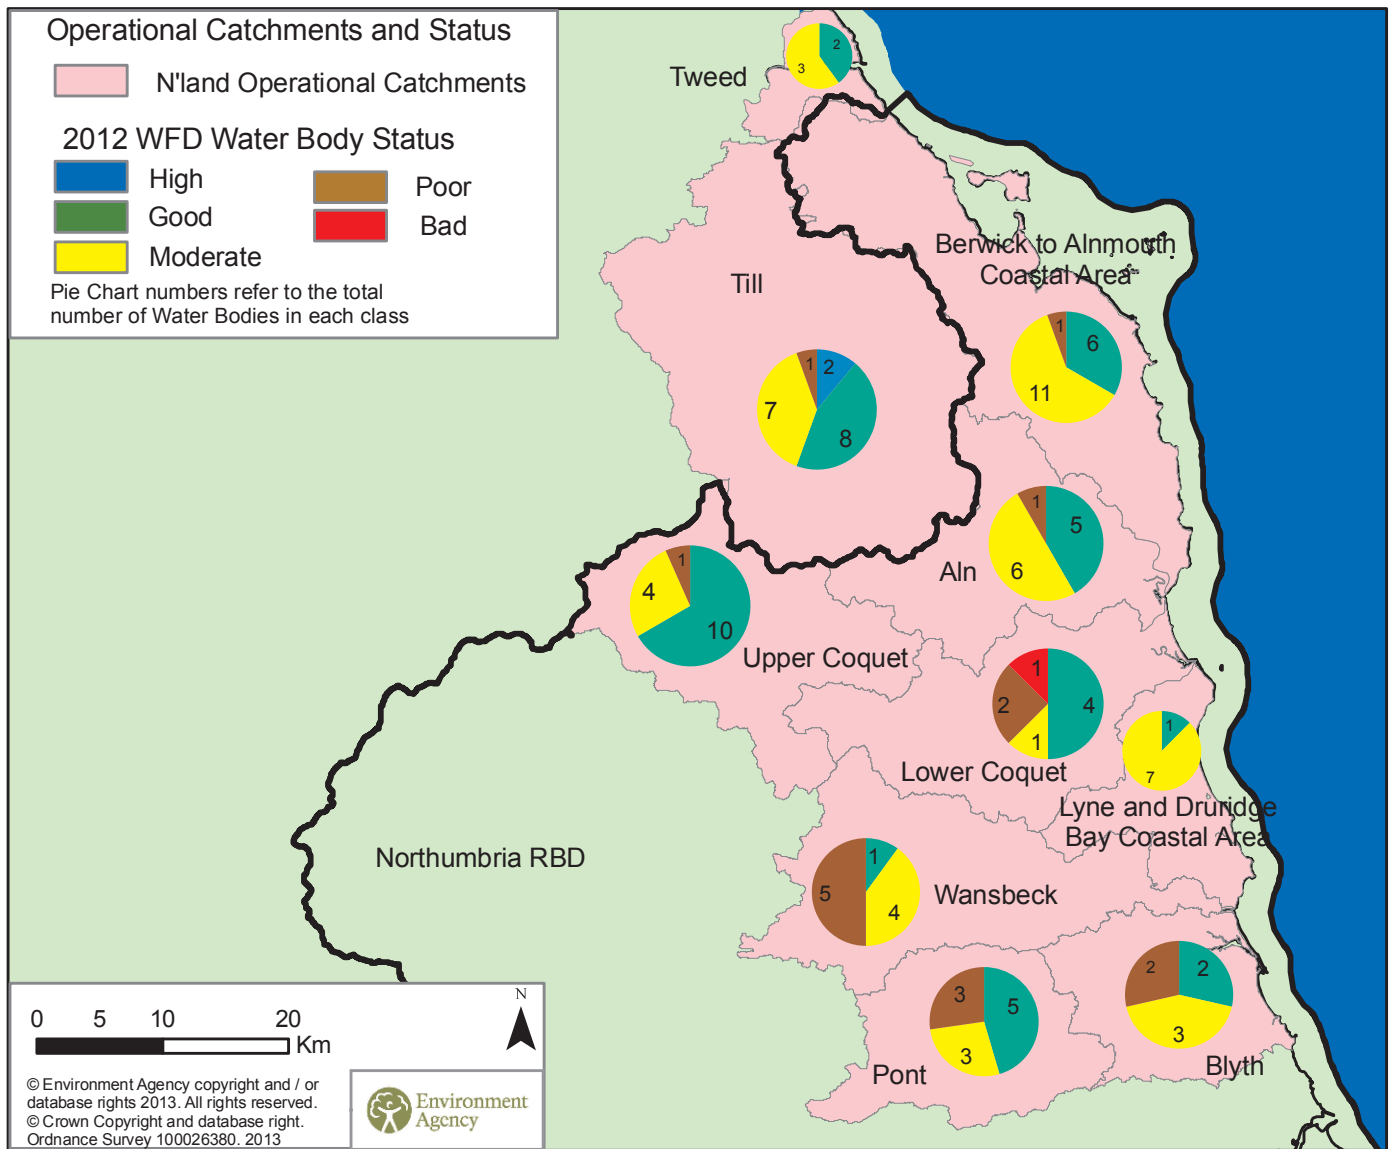 Operational Catchments and Status
N'land Operational Catchments
2012 WFD Water Body Status
High
Good
Moderate
Poor
Bad
Pie Chart numbers refer to the total
number of Water Bodies in each class
Tweed
2
3
Berwick to Alnmouth
Coastal Area
1
6
11
Till
1
2
7
8
Aln
1
5
6
Upper Coquet
1
4
10
Lower Coquet
1
2
4
1
Lyne and Druridge
Bay Coastal Area
1
7
Northumbria RBD
Wansbeck
1
5
4
Pont
3
5
3
Blyth
2
2
3
0 5 10 20
Km
N
© Environment Agency copyright and / or
database rights 2013. All rights reserved.
© Crown Copyright and database right.
Ordnance Survey 100026380. 2013
Environment
Agency